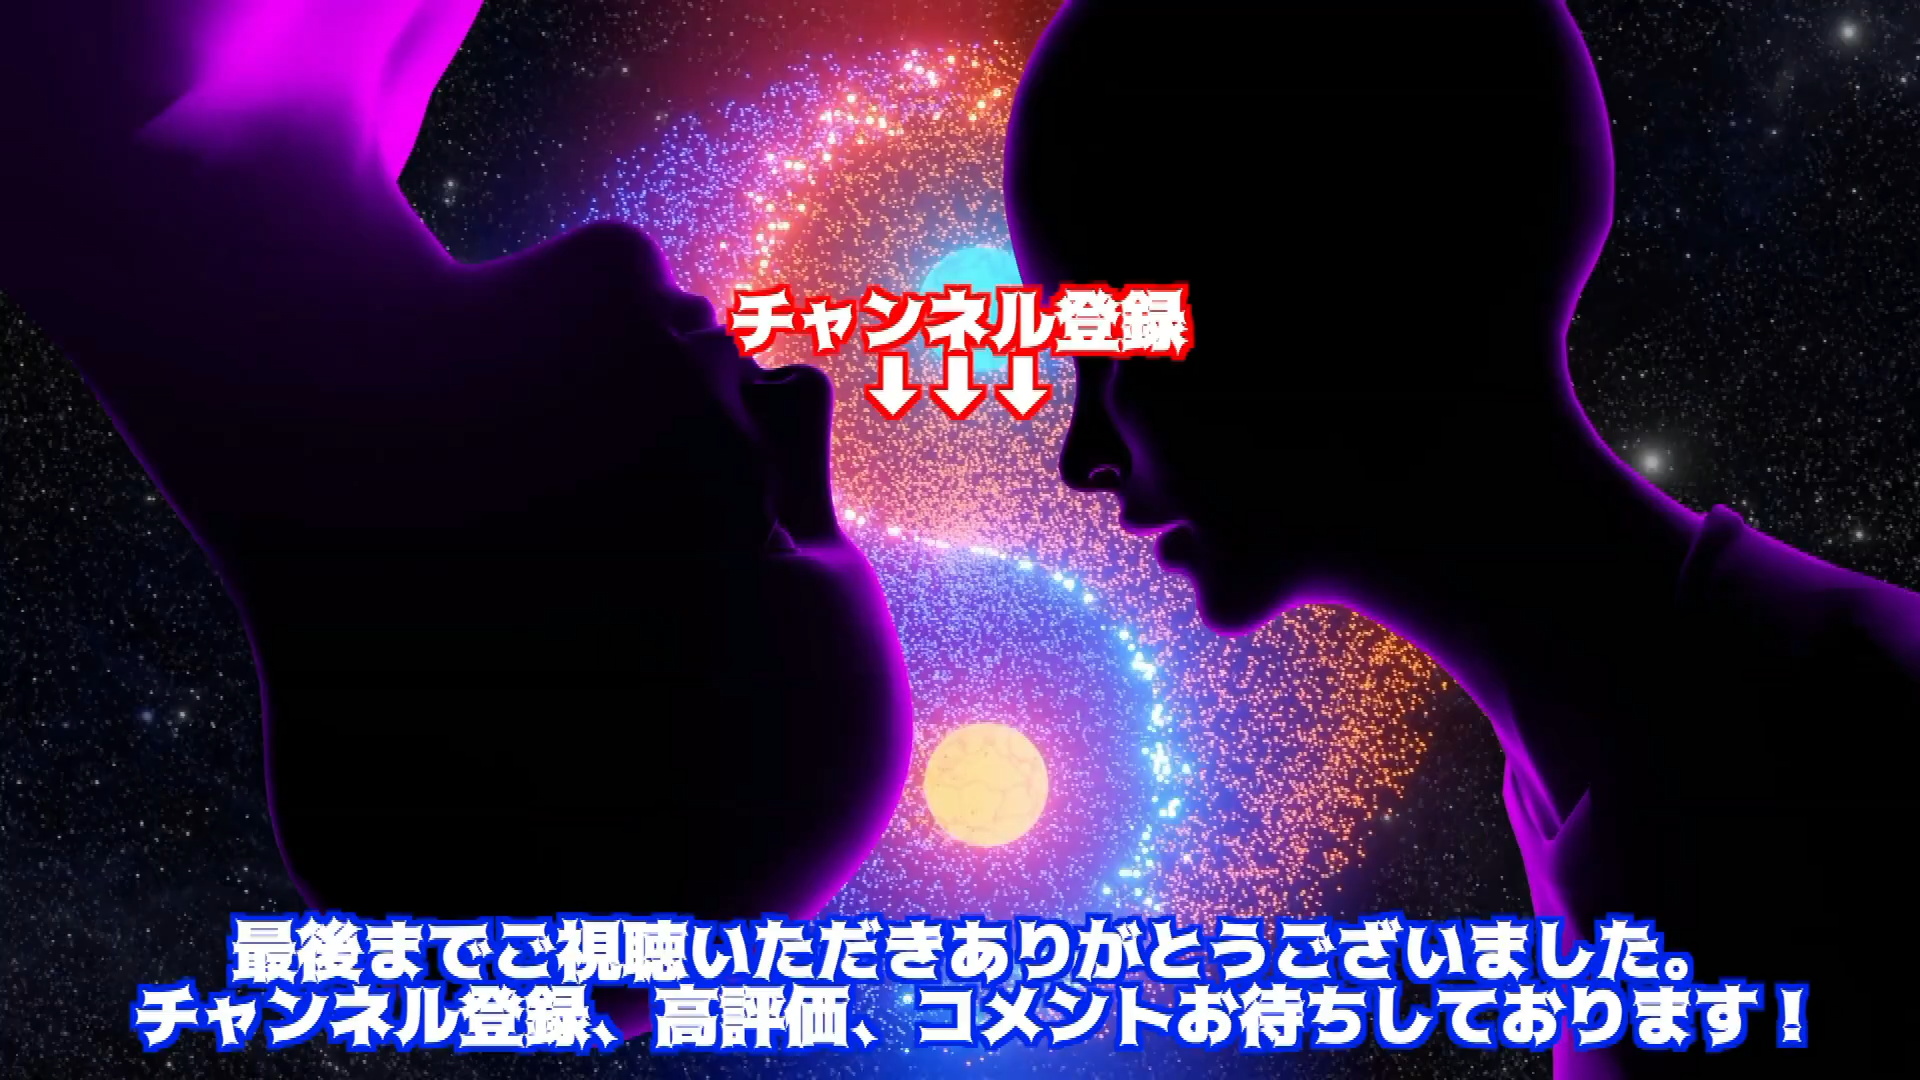 チャンネル登録
↓↓↓
最後までご視聴いただきありがとうございました。
チャンネル登録、高評価、コメントお待ちしております！